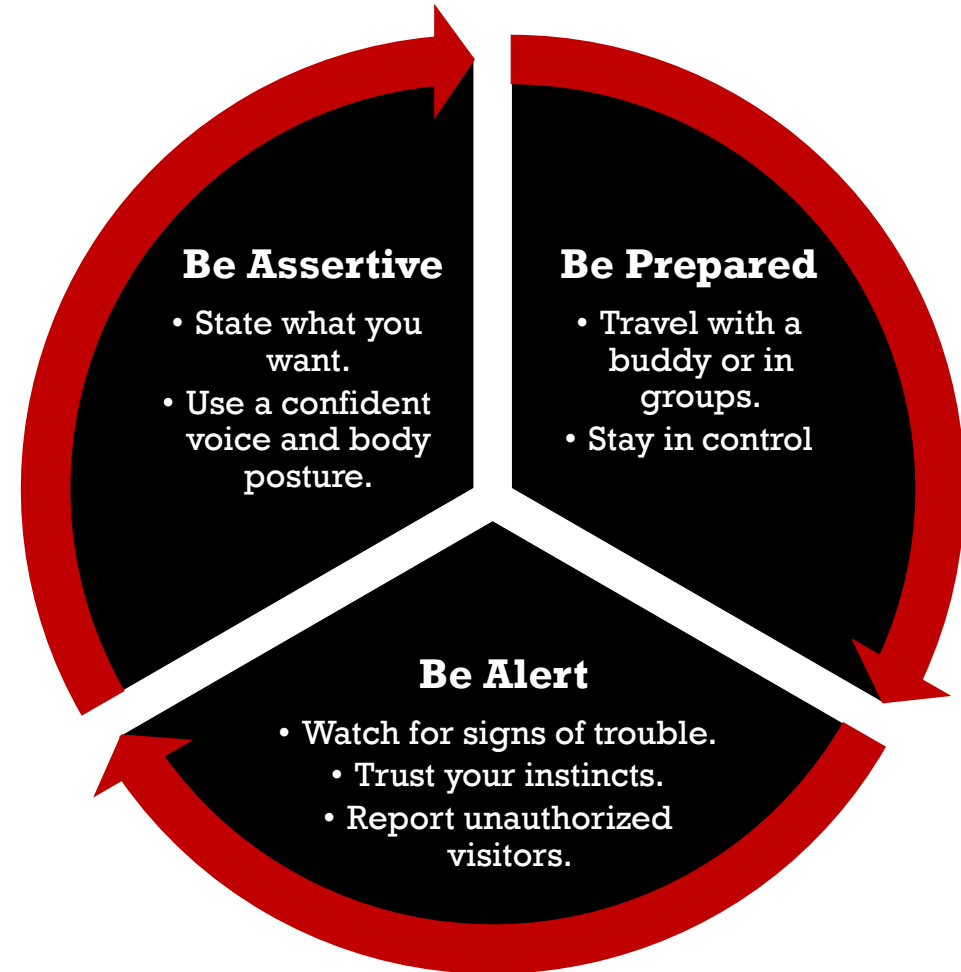 Be Assertive
• State what you
want.
• Use a confident
voice and body
posture.
Be Prepared
• Travel with a
buddy or in
groups.
• Stay in control
Be Alert
• Watch for signs of trouble.
• Trust your instincts.
• Report unauthorized
visitors.